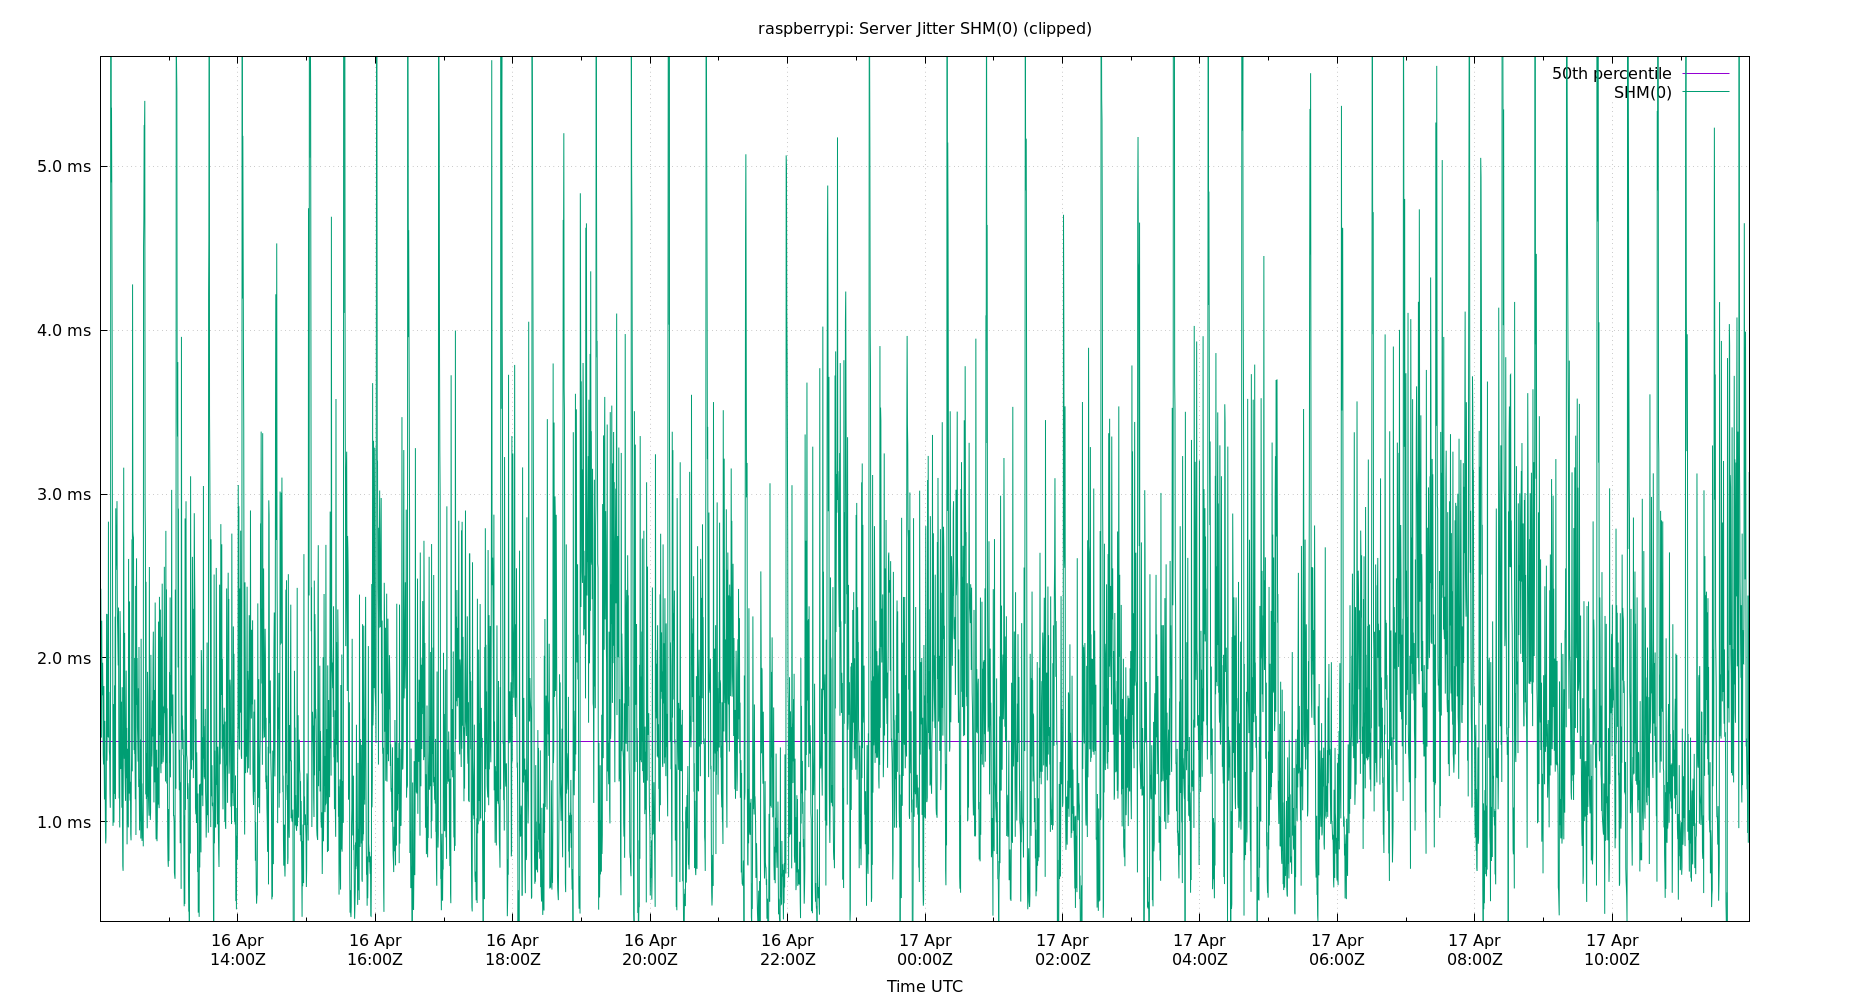 raspberrypi: Server Jitter SHM(0) (clipped)
50th percentile
SHM(0)
5.0 ms
4.0 ms
3.0 ms
2.0 ms
1.0 ms
16 Apr 16 Apr 16 Apr 16 Apr 16 Apr 17 Apr 17 Apr 17 Apr 17 Apr 17 Apr 17 Apr
14:00Z 16:00Z 18:00Z 20:00Z 22:00Z 00:00Z 02:00Z 04:00Z 06:00Z 08:00Z 10:00Z
Time UTC